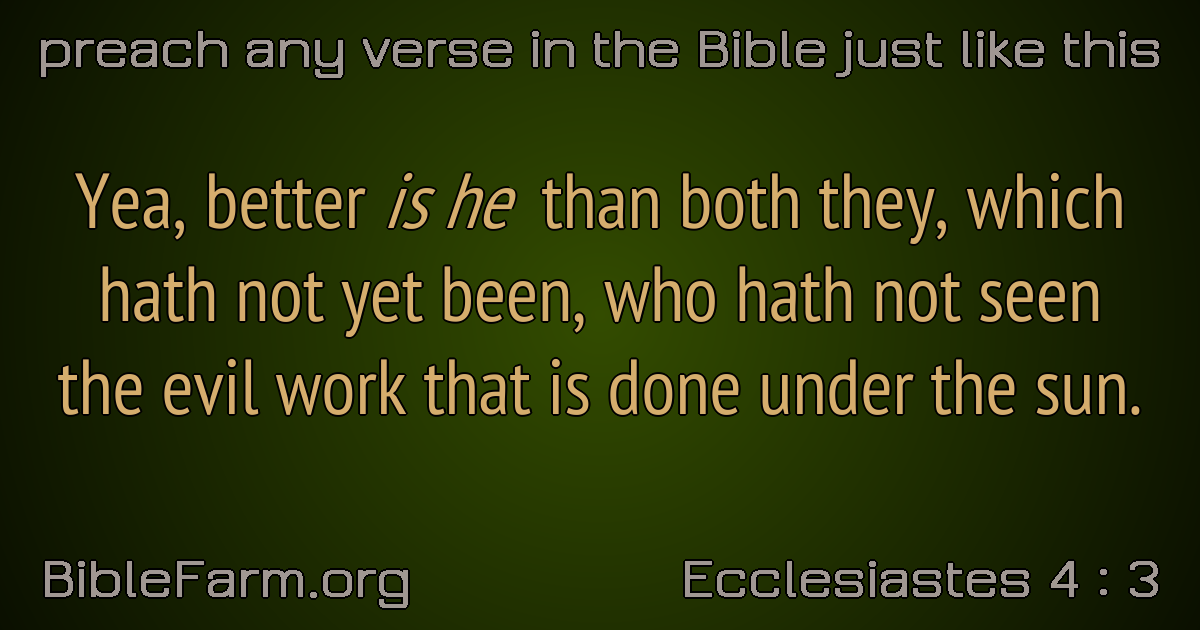 preach any verse in the Bible just like this
Yea, better is he than both they, which
hath not yet been, who hath not seen
the evil work that is done under the sun.
BibleFarm.org
Ecclesiastes 4 : 3